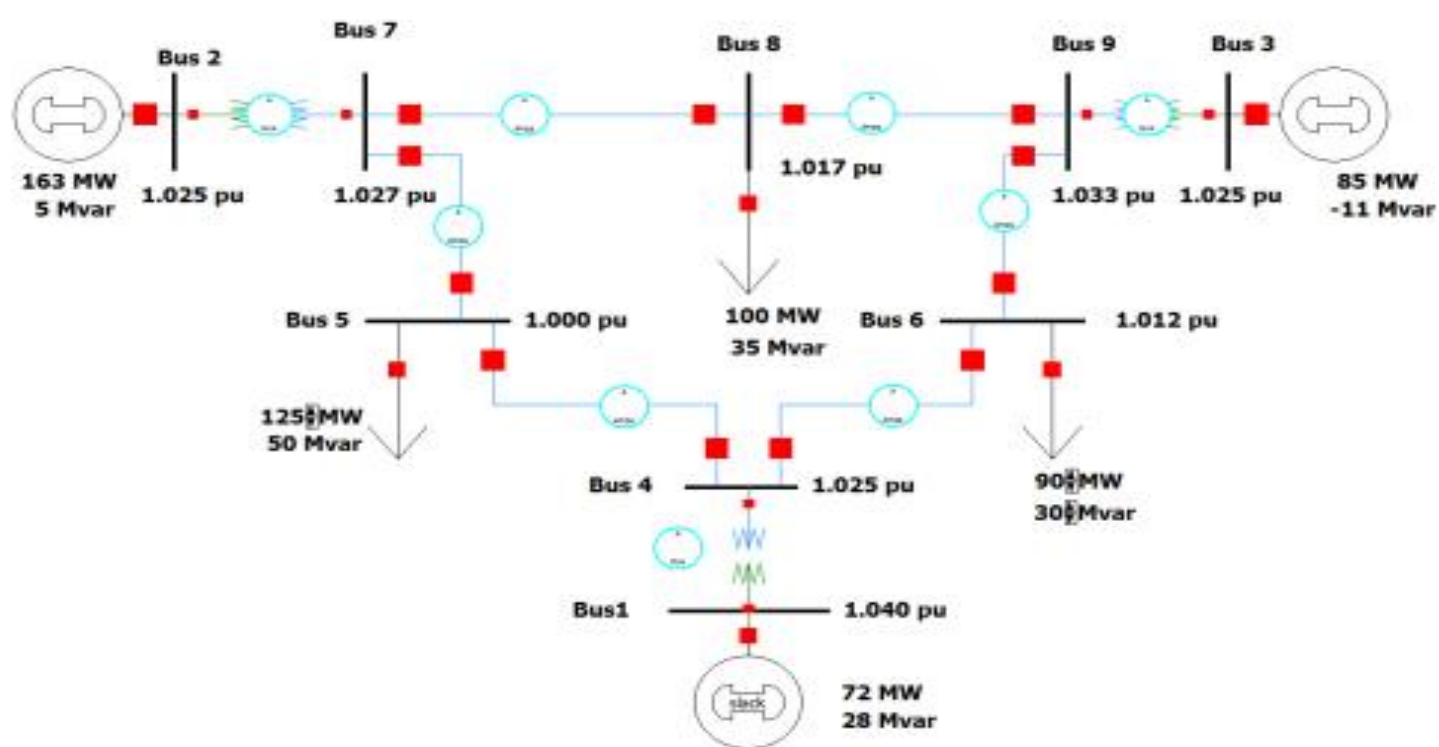 Bus 2
Bus 7
Bus 8
Bus 9
Bus 3
163 MW
5 Mvar
1.025 pu
1.027 pu
1.017 pu
1.033 pu
1.025 pu
85 MW
-11 Mvar
Bus 5
1.000 pu
100 MW
35 Mvar
Bus 6
1.012 pu
125 MW
50 Mvar
Bus 4
1.025 pu
90 MW
30 Mvar
Bus1
1.040 pu
slack
72 MW
28 Mvar